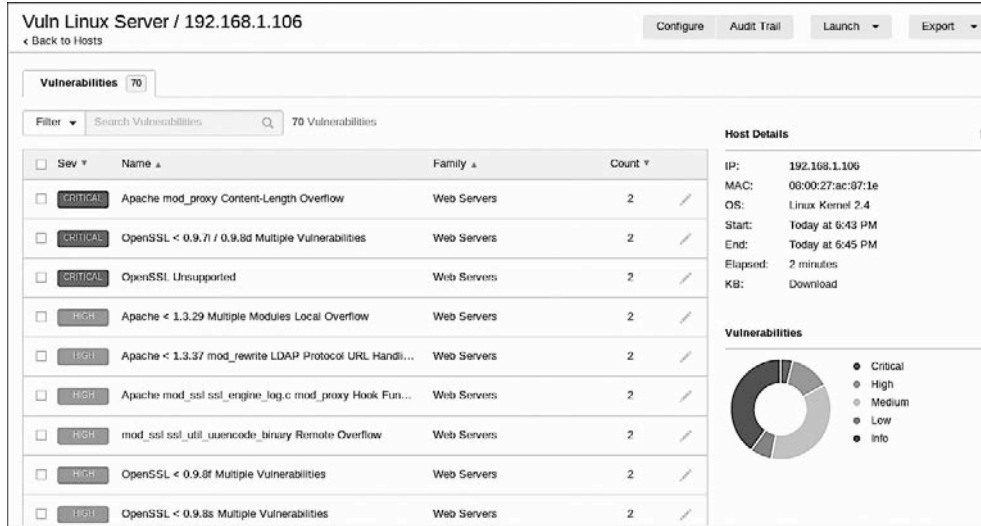 Vuln Linux Server / 192.168.1.106
‹ Back to Hosts
Configure Audit Trail Launch Export
Vulnerabilities 70
Filter Search Vulnerabilities 70 Vulnerabilities
Sev Name Family Count
CRITICAL Apache mod_proxy Content-Length Overflow Web Servers 2
CRITICAL OpenSSL < 0.9.7l / 0.9.8d Multiple Vulnerabilities Web Servers 2
CRITICAL OpenSSL Unsupported Web Servers 2
HIGH Apache < 1.3.29 Multiple Modules Local Overflow Web Servers 2
HIGH Apache < 1.3.37 mod_rewrite LDAP Protocol URL Handli... Web Servers 2
HIGH Apache mod_ssl ssl_engine_log.c mod_proxy Hook Fun... Web Servers 2
HIGH mod_ssl ssl_util_uuencode_binary Remote Overflow Web Servers 2
HIGH OpenSSL < 0.9.8f Multiple Vulnerabilities Web Servers 2
HIGH OpenSSL < 0.9.8s Multiple Vulnerabilities Web Servers 2
Host Details
IP: 192.168.1.106
MAC: 08:00:27:ac:87:1e
OS: Linux Kernel 2.4
Start: Today at 6:43 PM
End: Today at 6:45 PM
Elapsed: 2 minutes
KB: Download
Vulnerabilities
Critical
High
Medium
Low
Info